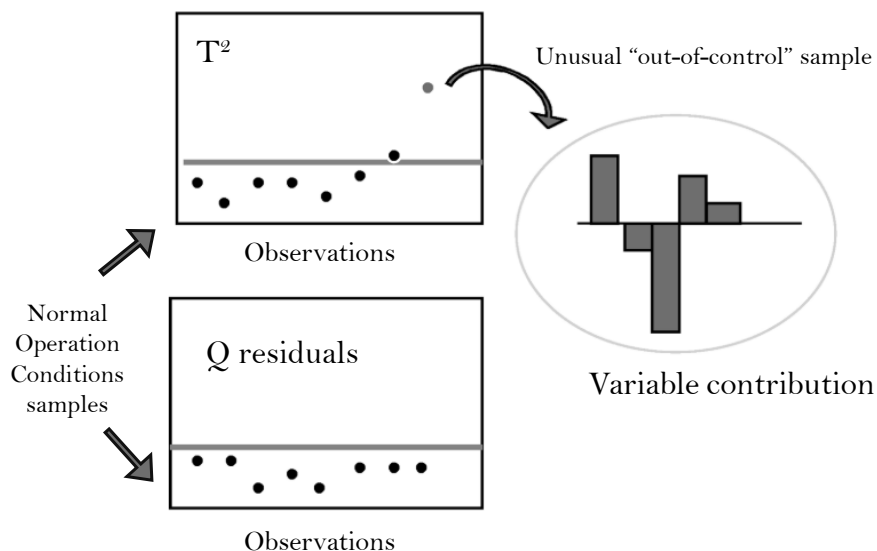 T²
Unusual “out-of-control” sample
Observations
Normal
Operation
Conditions
samples
Q residuals
Variable contribution
Observations